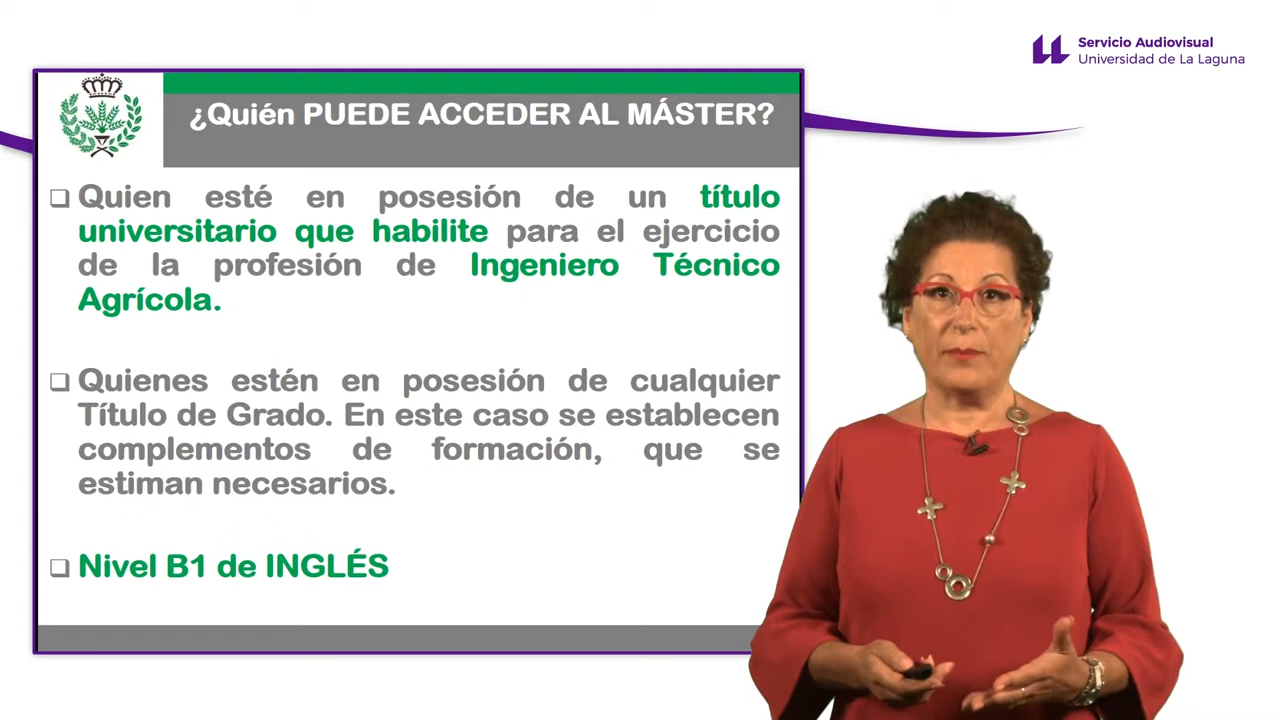 Servicio Audiovisual
Universidad de La Laguna
¿Quién PUEDE ACCEDER AL MÁSTER?
Quien esté en posesión de un título
universitario que habilite para el ejercicio
de la profesión de Ingeniero Técnico
Agrícola.
Quienes estén en posesión de cualquier
Título de Grado. En este caso se establecen
complementos de formación, que se
estiman necesarios.
Nivel B1 de INGLÉS